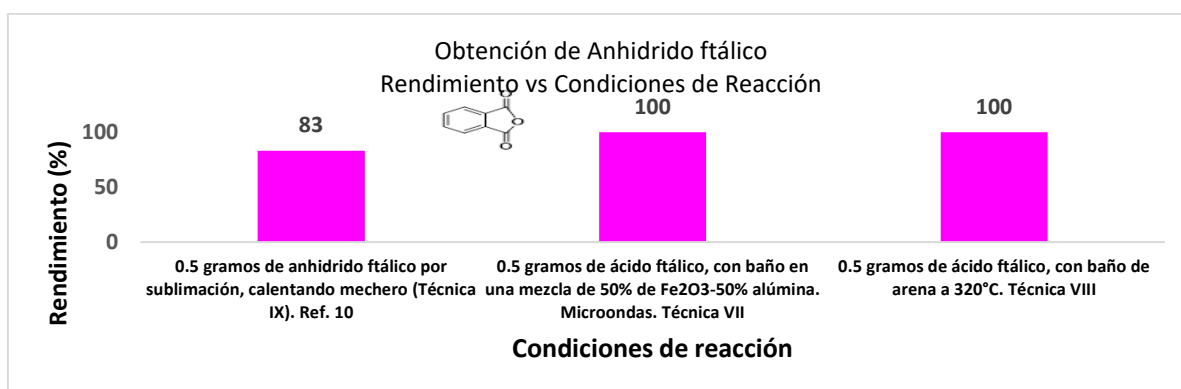 Obtención de Anhidrido ftálico
Rendimiento vs Condiciones de Reacción
O
O
O
83
100
100
100
50
0
Rendimiento (%)
0.5 gramos de anhidrido ftálico por
sublimación, calentando mechero (Técnica
IX). Ref. 10
0.5 gramos de ácido ftálico, con baño en
una mezcla de 50% de Fe2O3-50% alúmina.
Microondas. Técnica VII
0.5 gramos de ácido ftálico, con baño de
arena a 320°C. Técnica VIII
Condiciones de reacción